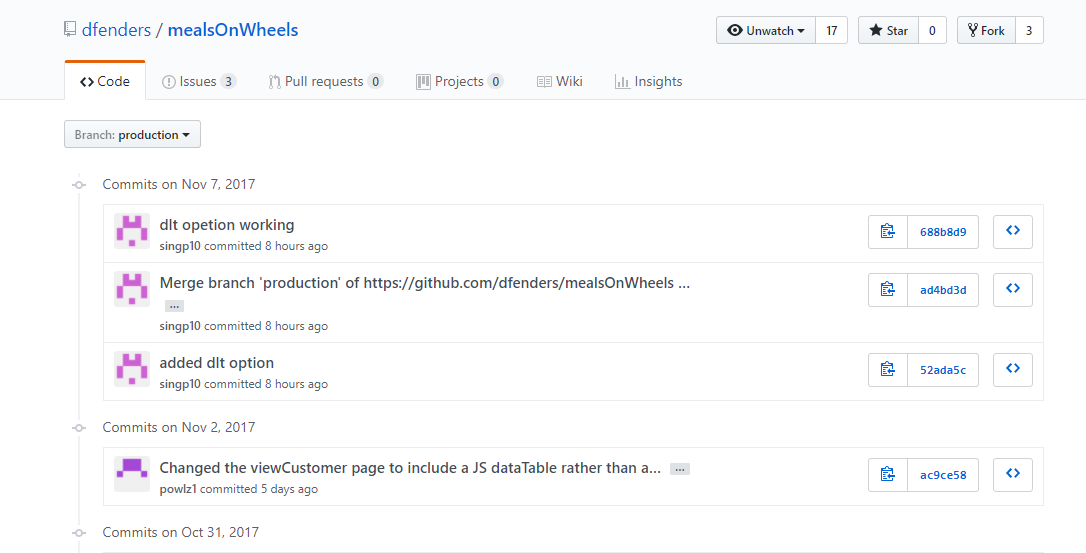 dfenders / mealsOnWheels
Unwatch 17 Star 0 Fork 3
Code Issues 3 Pull requests 0 Projects 0 Wiki Insights
Branch: production
Commits on Nov 7, 2017
dlt opetion working
singp10 committed 8 hours ago
688b8d9
Merge branch 'production' of https://github.com/dfenders/mealsOnWheels ...
...
singp10 committed 8 hours ago
ad4bd3d
added dlt option
singp10 committed 8 hours ago
52ada5c
Commits on Nov 2, 2017
Changed the viewCustomer page to include a JS dataTable rather than a... ...
powlz1 committed 5 days ago
ac9ce58
Commits on Oct 31, 2017